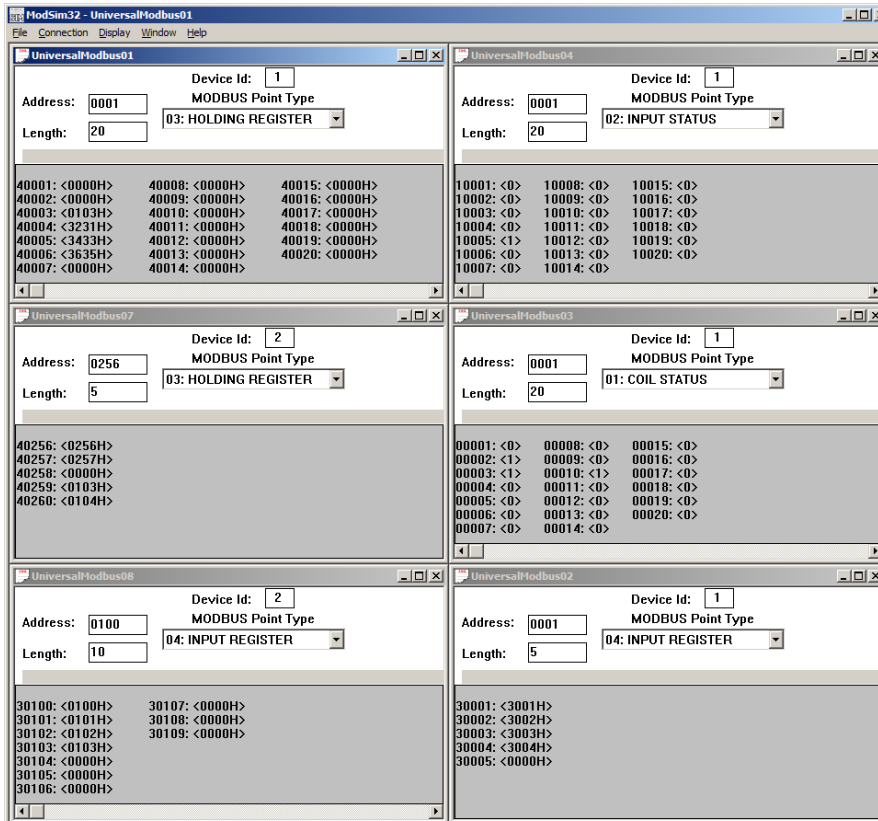 ModSim32 - UniversalModbus01
File Connection Display Window Help
UniversalModbus01
Device Id: 1
Address: 0001
MODBUS Point Type
03: HOLDING REGISTER
Length: 20
40001: <0000H> 40008: <0000H> 40015: <0000H>
40002: <0000H> 40009: <0000H> 40016: <0000H>
40003: <0103H> 40010: <0000H> 40017: <0000H>
40004: <3231H> 40011: <0000H> 40018: <0000H>
40005: <3433H> 40012: <0000H> 40019: <0000H>
40006: <3635H> 40013: <0000H> 40020: <0000H>
40007: <0000H> 40014: <0000H>
UniversalModbus04
Device Id: 1
Address: 0001
MODBUS Point Type
02: INPUT STATUS
Length: 20
10001: <0> 10008: <0> 10015: <0>
10002: <0> 10009: <0> 10016: <0>
10003: <0> 10010: <0> 10017: <0>
10004: <0> 10011: <0> 10018: <0>
10005: <1> 10012: <0> 10019: <0>
10006: <0> 10013: <0> 10020: <0>
10007: <0> 10014: <0>
UniversalModbus07
Device Id: 2
Address: 0256
MODBUS Point Type
03: HOLDING REGISTER
Length: 5
40256: <0256H>
40257: <0257H>
40258: <0000H>
40259: <0103H>
40260: <0104H>
UniversalModbus03
Device Id: 1
Address: 0001
MODBUS Point Type
01: COIL STATUS
Length: 20
00001: <0> 00008: <0> 00015: <0>
00002: <1> 00009: <0> 00016: <0>
00003: <1> 00010: <1> 00017: <0>
00004: <0> 00011: <0> 00018: <0>
00005: <0> 00012: <0> 00019: <0>
00006: <0> 00013: <0> 00020: <0>
00007: <0> 00014: <0>
UniversalModbus08
Device Id: 2
Address: 0100
MODBUS Point Type
04: INPUT REGISTER
Length: 10
30100: <0100H> 30107: <0000H>
30101: <0101H> 30108: <0000H>
30102: <0102H> 30109: <0000H>
30103: <0103H>
30104: <0000H>
30105: <0000H>
30106: <0000H>
UniversalModbus02
Device Id: 1
Address: 0001
MODBUS Point Type
04: INPUT REGISTER
Length: 5
30001: <3001H>
30002: <3002H>
30003: <3003H>
30004: <3004H>
30005: <0000H>